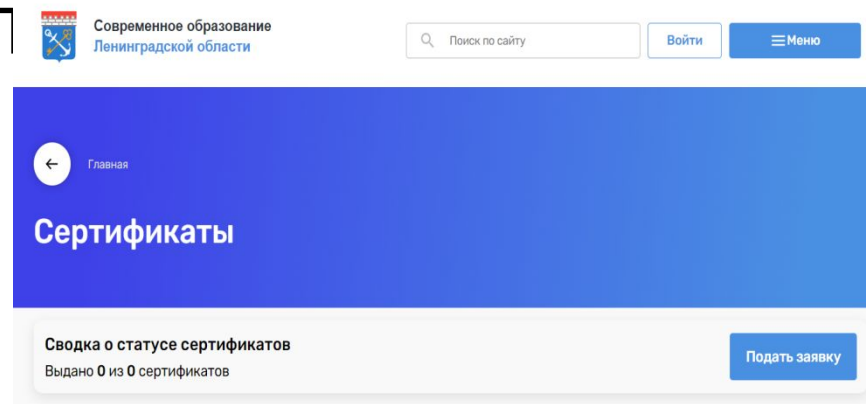 Современное образование
Ленинградской области
Поиск по сайту
Войти
Меню
Главная
Сертификаты
Сводка о статусе сертификатов
Выдано 0 из 0 сертификатов
Подать заявку